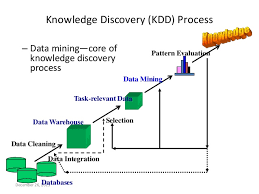 Knowledge Discovery (KDD) Process
– Data mining—core of
knowledge discovery
process
Knowledge
Pattern Evaluation
Data Mining
Task-relevant Data
Data Warehouse
Selection
Data Cleaning
Data Integration
Databases